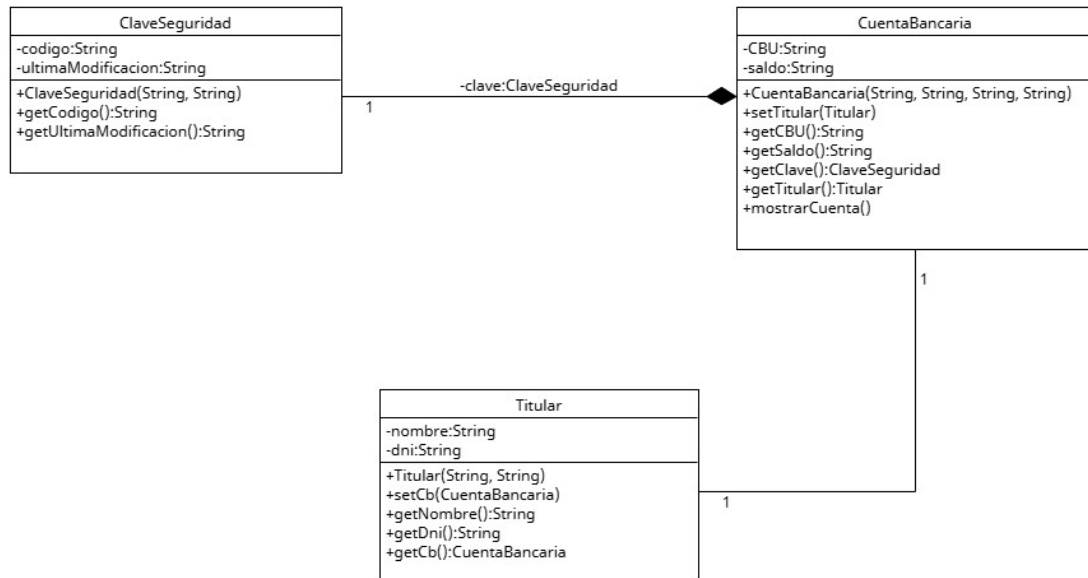 ClaveSeguridad
-codigo:String
-ultimaModificacion:String
+ClaveSeguridad(String, String)
+getCodigo():String
+getUltimaModificacion():String
-clave:ClaveSeguridad
1
CuentaBancaria
-CBU:String
-saldo:String
+CuentaBancaria(String, String, String, String)
+setTitular(Titular)
+getCBU():String
+getSaldo():String
+getClave():ClaveSeguridad
+getTitular():Titular
+mostrarCuenta()
1
Titular
-nombre:String
-dni:String
+Titular(String, String)
+setCb(CuentaBancaria)
+getNombre():String
+getDni():String
+getCb():CuentaBancaria
1